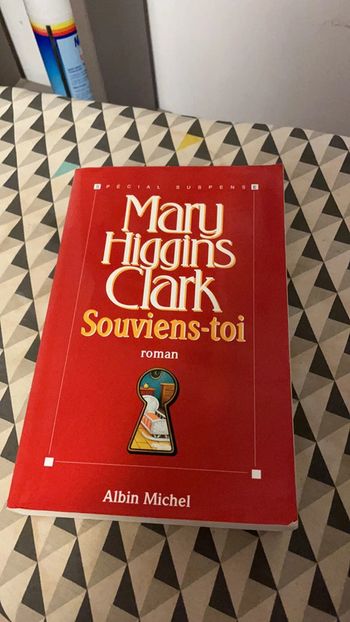 SPÉCIAL SUSPENSE
Mary
Higgins
Clark
Souviens-toi
roman
Albin Michel